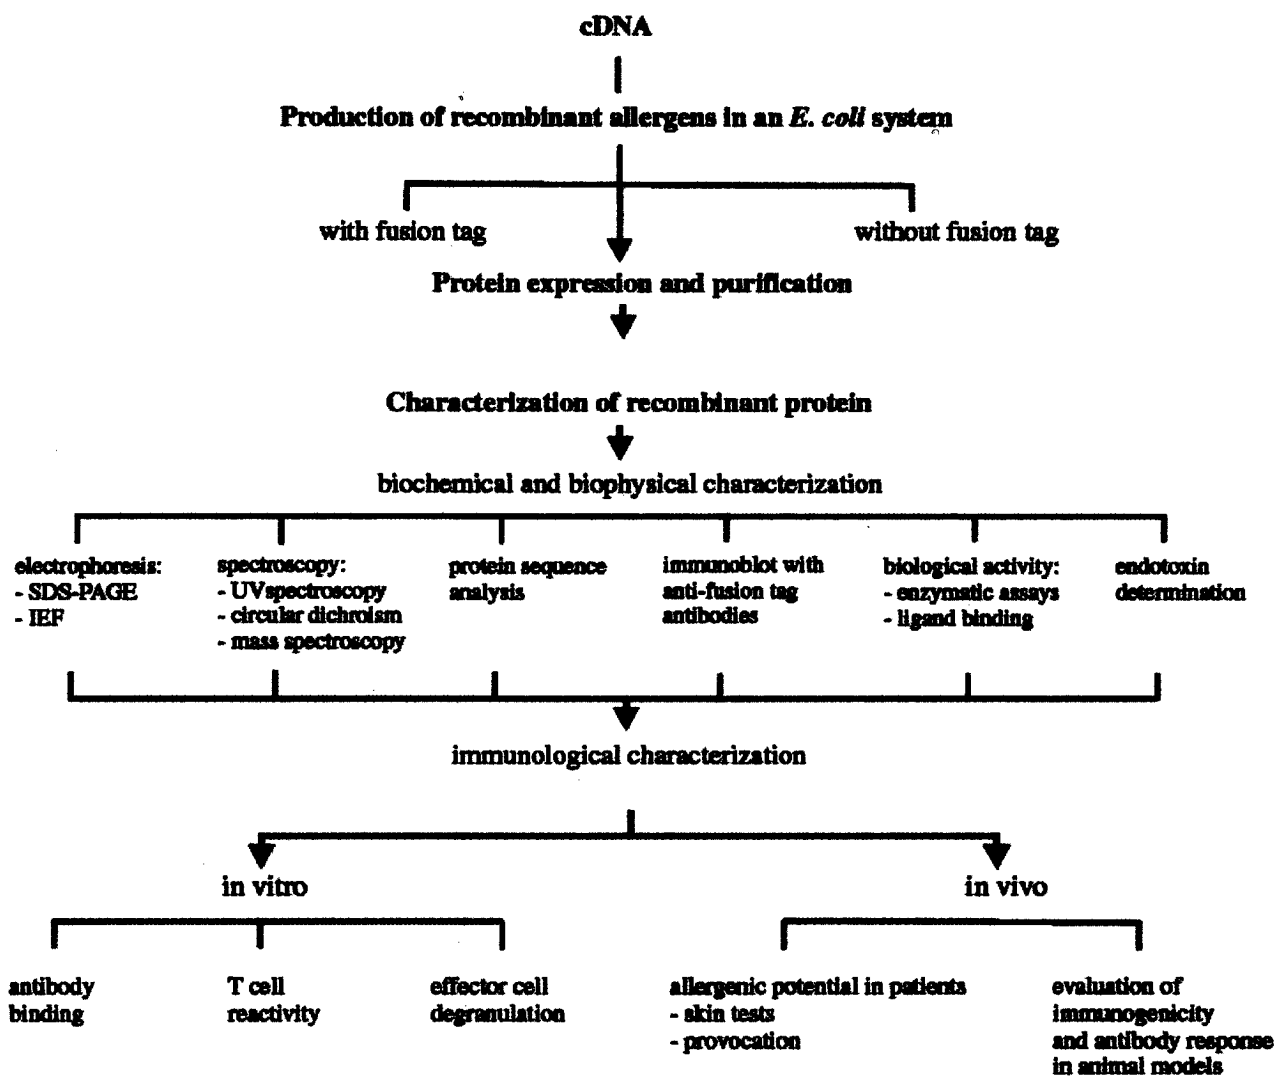 cDNA
Production of recombinant allergens in an E. coli system
with fusion tag
without fusion tag
Protein expression and purification
Characterization of recombinant protein
biochemical and biophysical characterization
electrophoresis:
- SDS-PAGE
- IEF
spectroscopy:
- UVspectroscopy
- circular dichroism
- mass spectroscopy
protein sequence
analysis
immunoblot with
anti-fusion tag
antibodies
biological activity:
- enzymatic assays
- ligand binding
endotoxin
determination
immunological characterization
in vitro
in vivo
antibody
binding
T cell
reactivity
effector cell
degranulation
allergenic potential in patients
- skin tests
- provocation
evaluation of
immunogenicity
and antibody response
in animal models